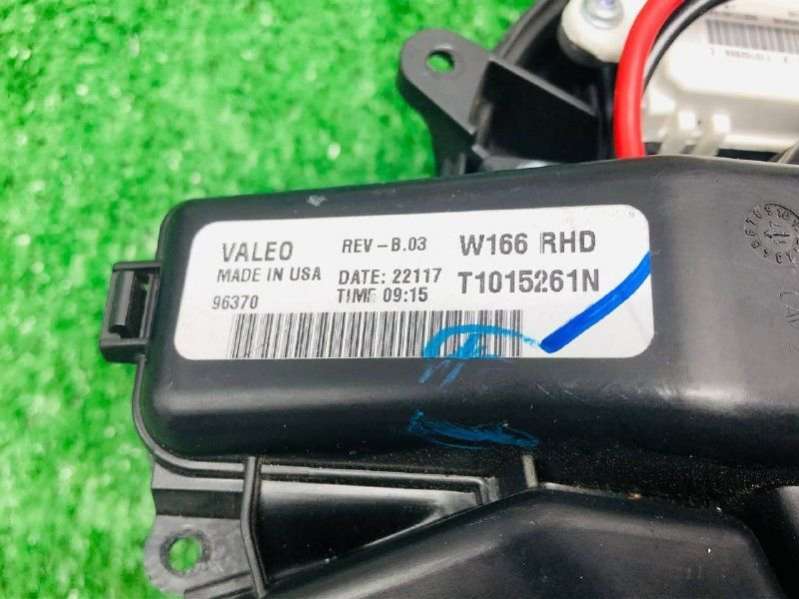 VALEO REV-B.03 W166 RHD
MADE IN USA DATE: 22117 T1015261N
96370 TIME 09:15